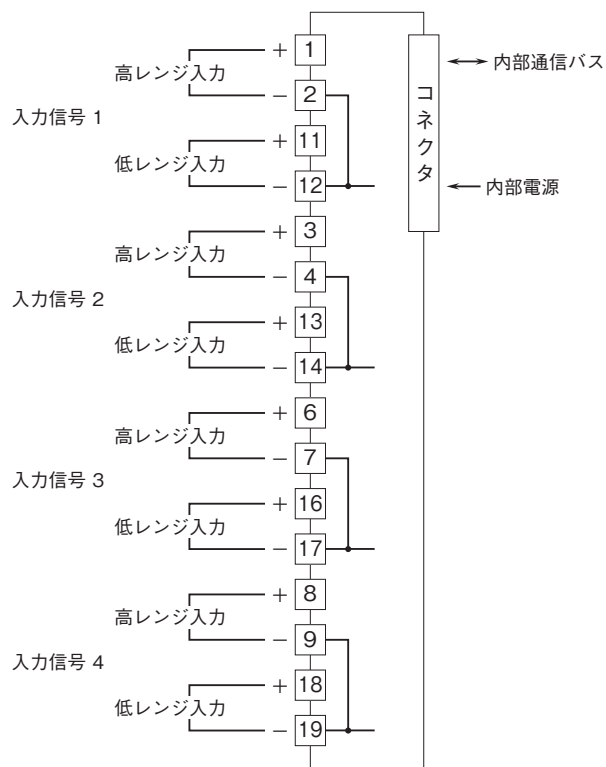 + 1
高レンジ入力
− 2
入力信号 1
+ 11
低レンジ入力
− 12
+ 3
高レンジ入力
− 4
入力信号 2
+ 13
低レンジ入力
− 14
+ 6
高レンジ入力
− 7
入力信号 3
+ 16
低レンジ入力
− 17
+ 8
高レンジ入力
− 9
入力信号 4
+ 18
低レンジ入力
− 19
コネクタ
内部通信バス
内部電源